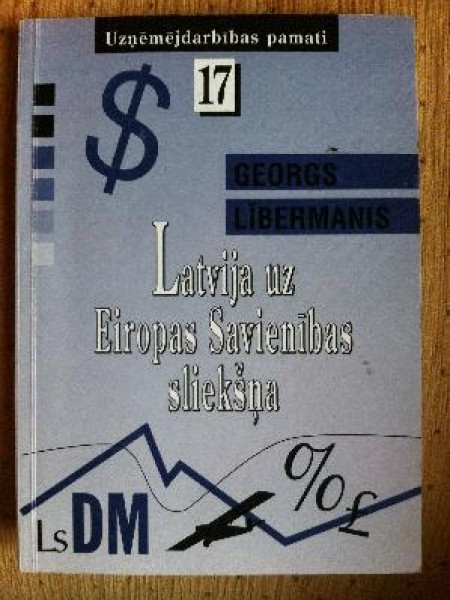 Uzņēmējdarbības pamati
$
17
GEORGS
LĪBERMANIS
Latvija uz
Eiropas Savienības
sliekšņa
% £
Ls DM